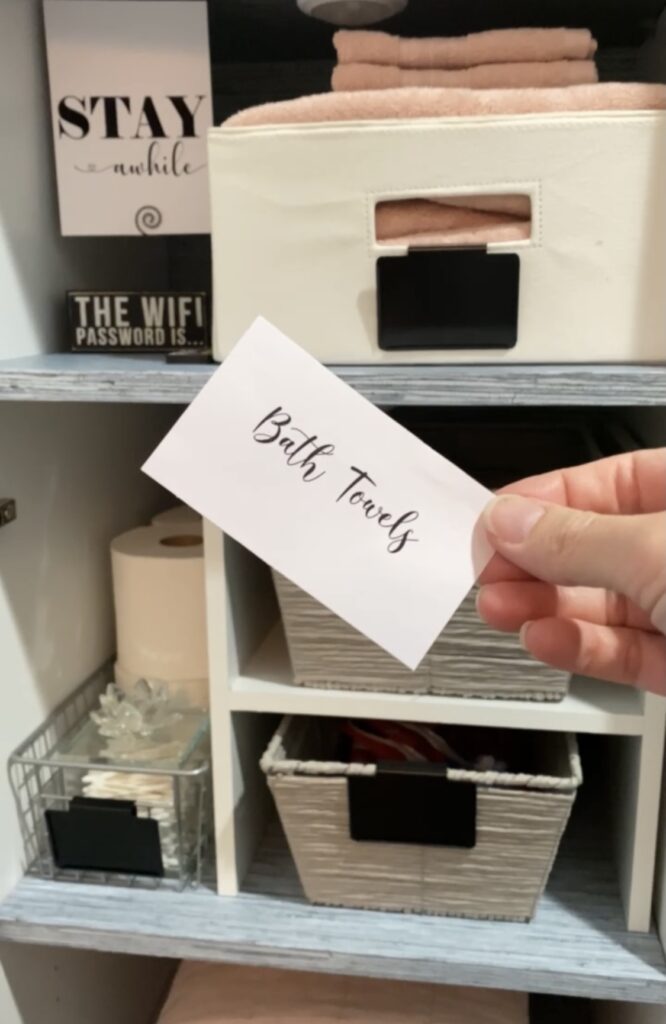 STAY
awhile
THE WIFI
PASSWORD IS...
Bath Towels